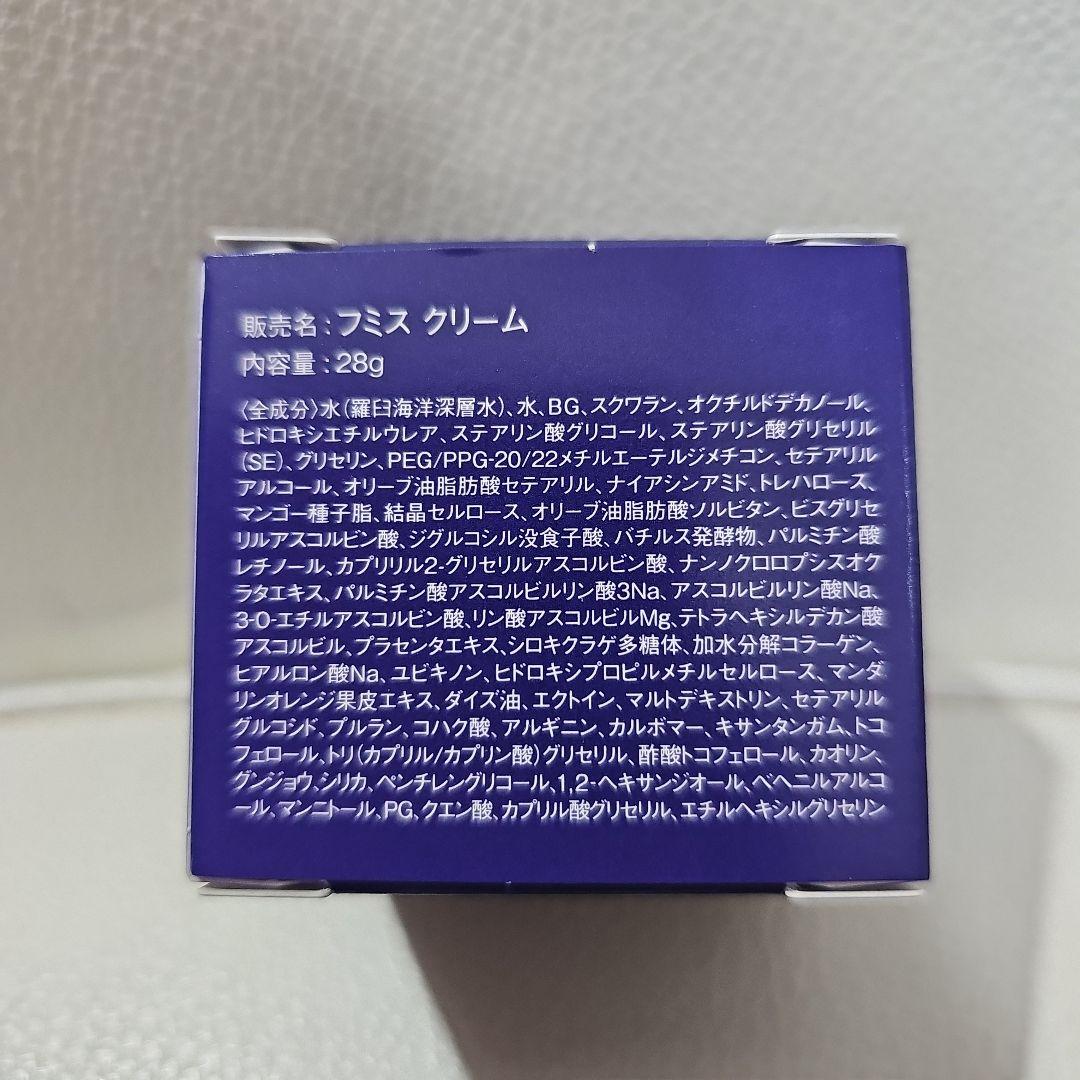 販売名:フミス クリーム
内容量:28g
〈全成分〉水(羅臼海洋深層水)、水、BG、スクワラン、オクチルドデカノール、
ヒドロキシエチルウレア、ステアリン酸グリコール、ステアリン酸グリセリル
(SE)、グリセリン、PEG/PPG-20/22メチルエーテルジメチコン、セテアリル
アルコール、オリーブ油脂肪酸セテアリル、ナイアシンアミド、トレハロース、
マンゴー種子脂、結晶セルロース、オリーブ油脂肪酸ソルビタン、ビスグリセ
リルアスコルビン酸、ジグルコシル没食子酸、バチルス発酵物、パルミチン酸
レチノール、カプリリル2-グリセリルアスコルビン酸、ナンノクロロプシスオク
ラタエキス、パルミチン酸アスコルビルリン酸3Na、アスコルビルリン酸Na、
3-O-エチルアスコルビン酸、リン酸アスコルビルMg、テトラヘキシルデカン酸
アスコルビル、プラセンタエキス、シロキクラゲ多糖体、加水分解コラーゲン、
ヒアルロン酸Na、ユビキノン、ヒドロキシプロピルメチルセルロース、マンダ
リンオレンジ果皮エキス、ダイズ油、エクトイン、マルトデキストリン、セテアリル
グルコシド、プルラン、コハク酸、アルギニン、カルボマー、キサンタンガム、トコ
フェロール、トリ(カプリル/カプリン酸)グリセリル、酢酸トコフェロール、カオリン、
グンジョウ、シリカ、ペンチレングリコール、1,2-ヘキサンジオール、ベヘニルアルコ
ール、マンニトール、PG、クエン酸、カプリル酸グリセリル、エチルヘキシルグリセリン